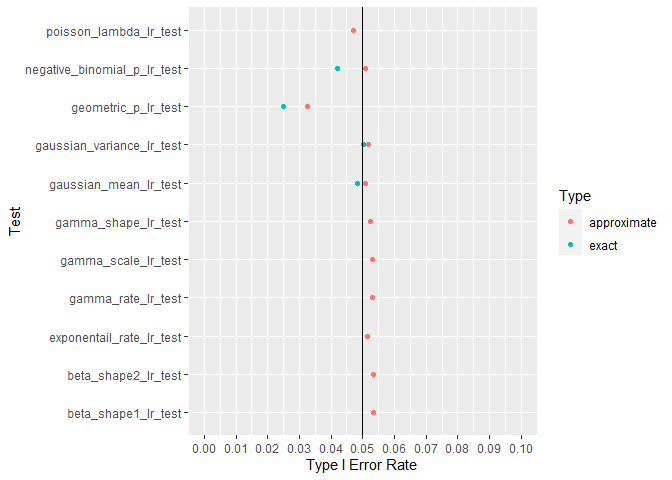 poisson_lambda_lr_test
negative_binomial_p_lr_test
geometric_p_lr_test
gaussian_variance_lr_test
gaussian_mean_lr_test
gamma_shape_lr_test
gamma_scale_lr_test
gamma_rate_lr_test
exponentail_rate_lr_test
beta_shape2_lr_test
beta_shape1_lr_test
Test
0.00 0.01 0.02 0.03 0.04 0.05 0.06 0.07 0.08 0.09 0.10
Type I Error Rate
Type
approximate
exact